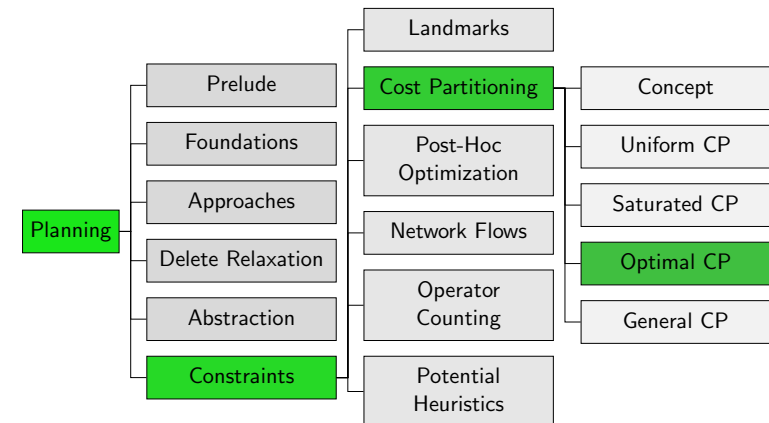 Planning
Prelude
Foundations
Approaches
Delete Relaxation
Abstraction
Constraints
Landmarks
Cost Partitioning
Post-Hoc
Optimization
Network Flows
Operator
Counting
Potential
Heuristics
Concept
Uniform CP
Saturated CP
Optimal CP
General CP